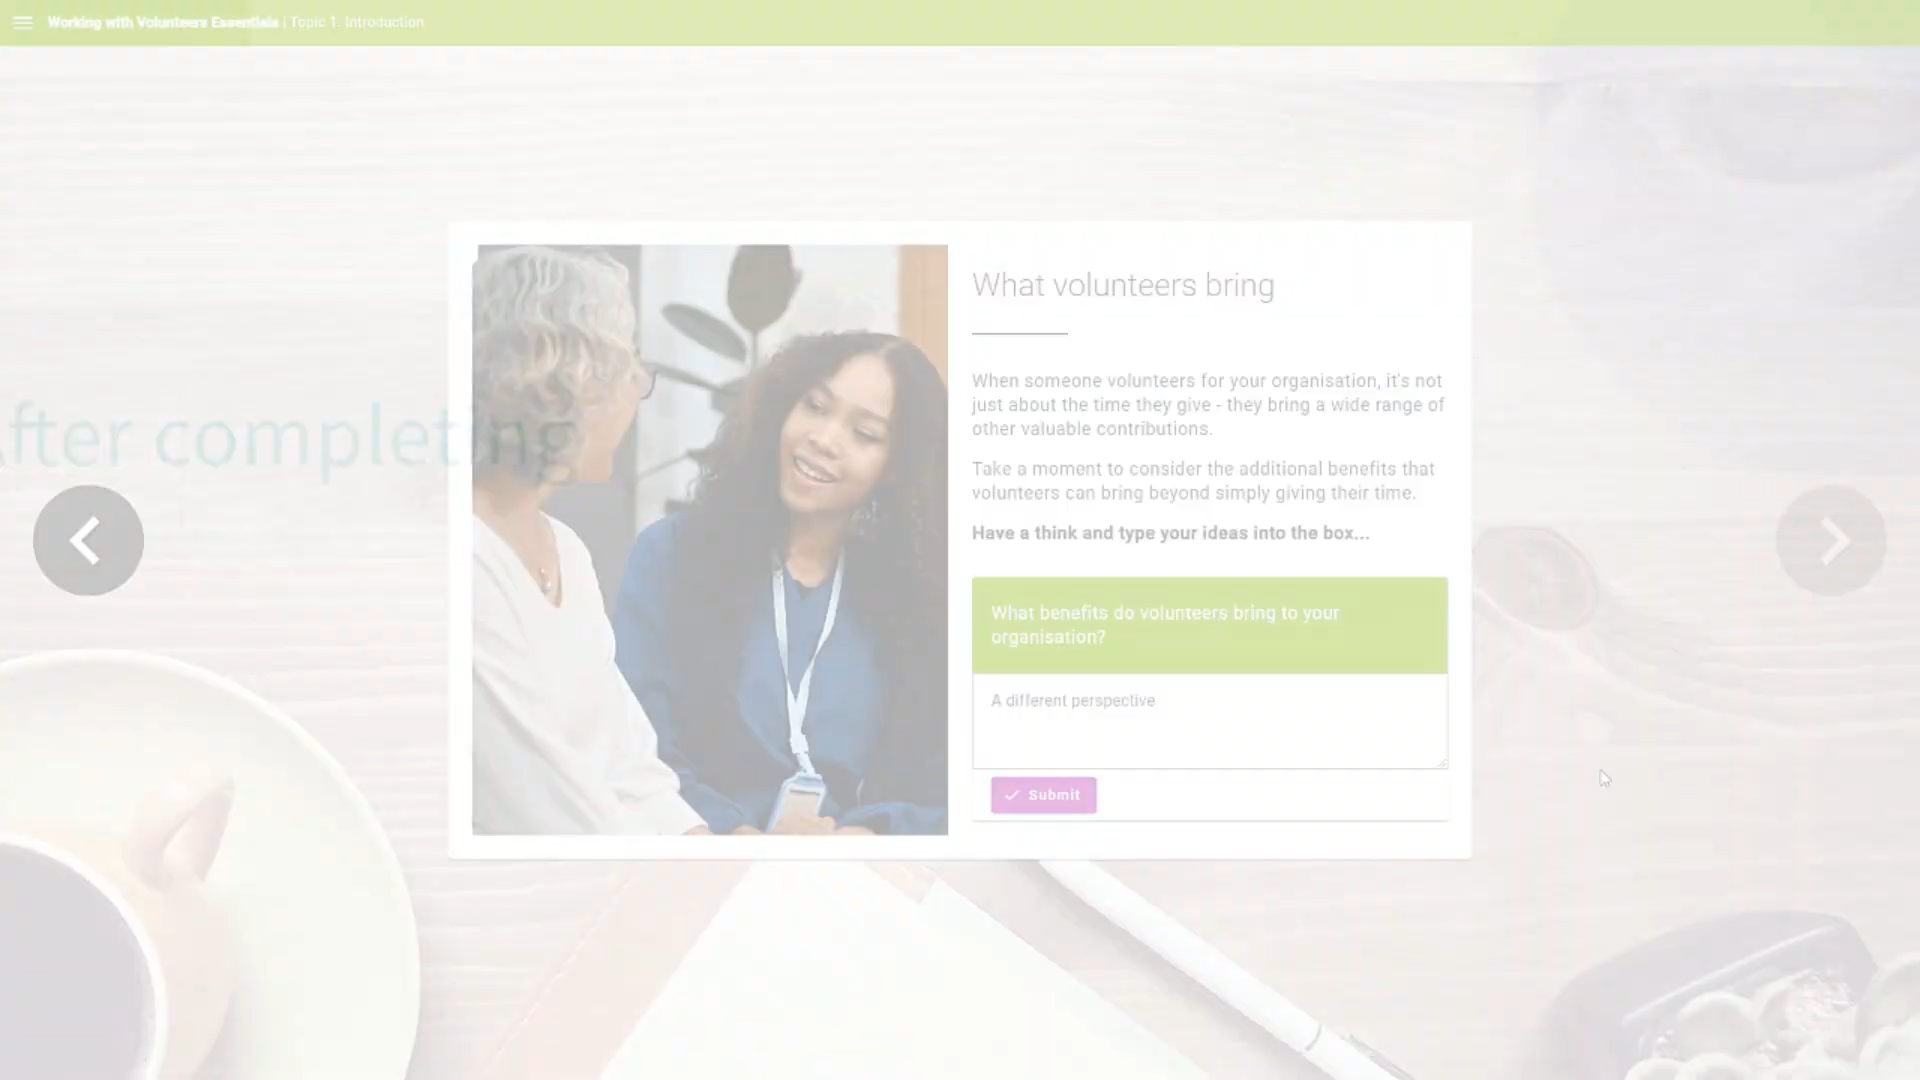 Working with Volunteers Essentials | Topic 1. Introduction
What volunteers bring
When someone volunteers for your organisation, it's not
just about the time they give - they bring a wide range of
other valuable contributions.
Take a moment to consider the additional benefits that
volunteers can bring beyond simply giving their time.
Have a think and type your ideas into the box...
fter completing
What benefits do volunteers bring to your
organisation?
A different perspective
Submit